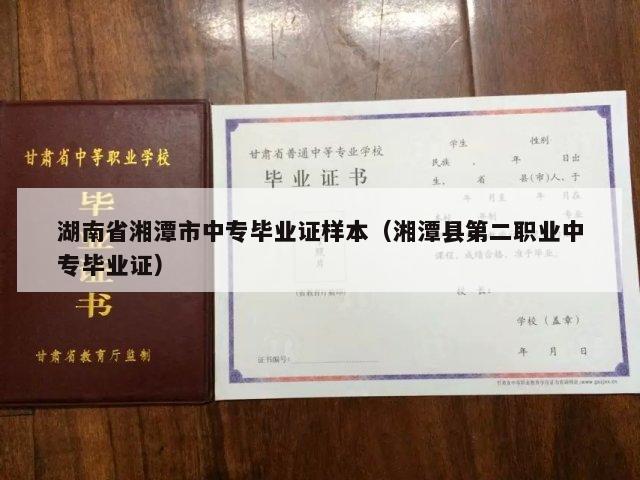 甘肃省中等职业学校
毕业证书
甘肃省教育厅监制
甘肃省普通中等专业学校
毕业证书
照
片
证书编号：
学生 性别
民族 ， 年 日出
生， 省 县(市)人、于
年 月至 年 月在
课程，成绩合格，准予毕业。
校 长：
学校（盖章）
年 月 日
湖南省湘潭市中专毕业证样本（湘潭县第二职业中
专毕业证）